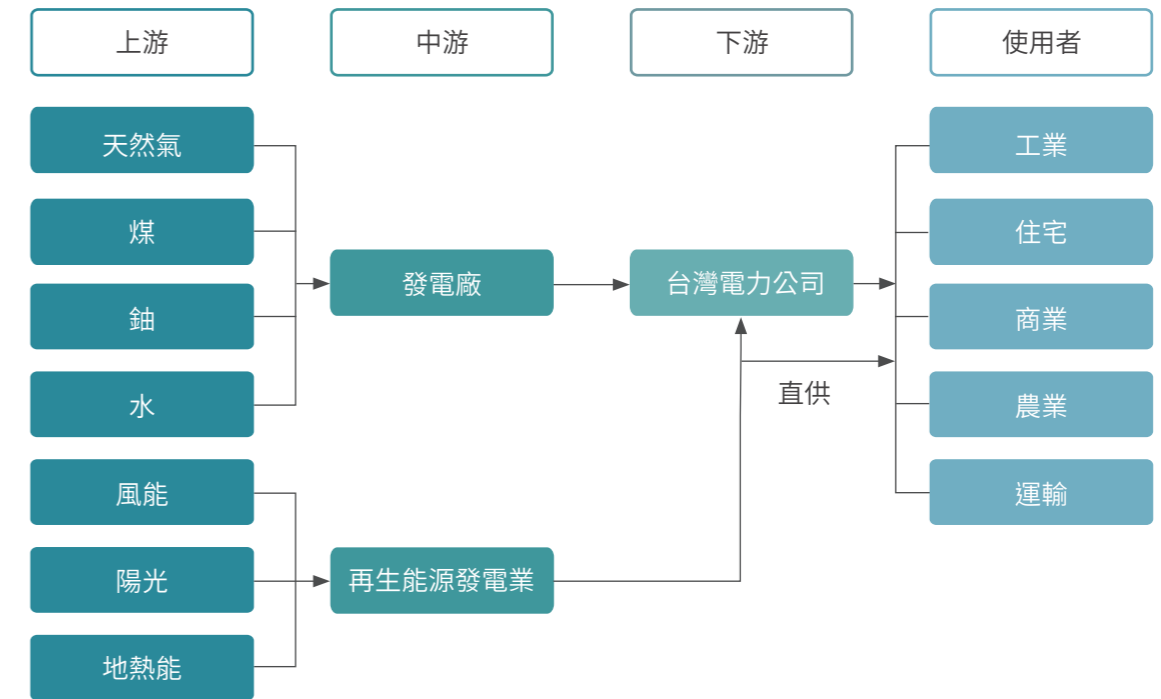 上游
中游
下游
使用者
天然氣
煤
鈾
水
風能
陽光
地熱能
發電廠
再生能源發電業
台灣電力公司
直供
工業
住宅
商業
農業
運輸